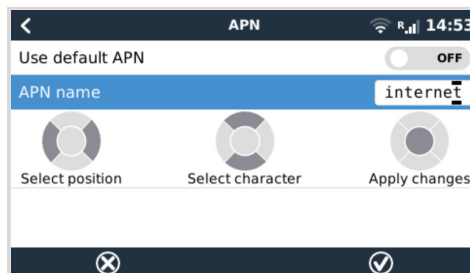 APN R 14:53
Use default APN OFF
APN name internet
Select position Select character Apply changes